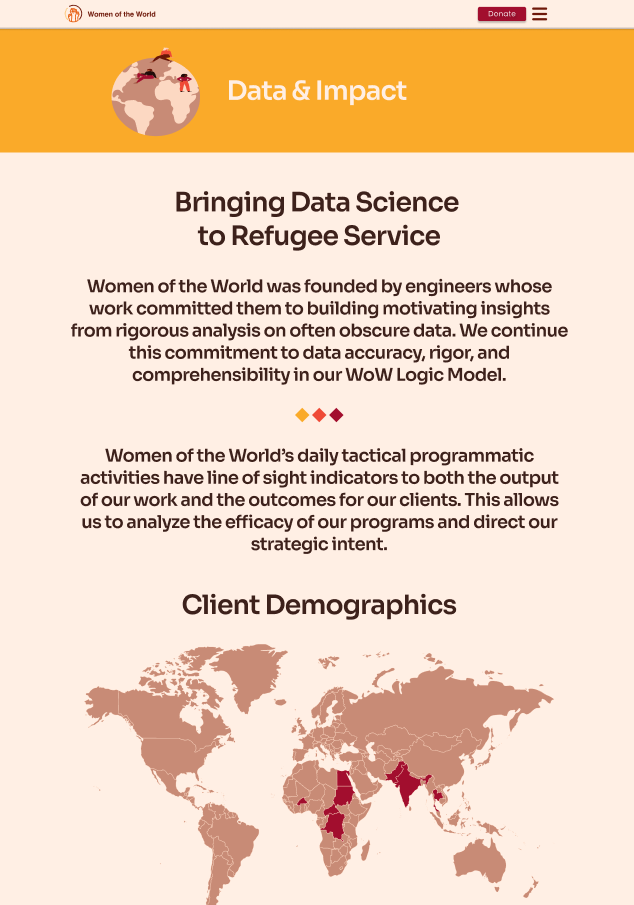 Women of the World
Donate
Data & Impact
Bringing Data Science
to Refugee Service
Women of the World was founded by engineers whose
work committed them to building motivating insights
from rigorous analysis on often obscure data. We continue
this commitment to data accuracy, rigor, and
comprehensibility in our WoW Logic Model.
Women of the World’s daily tactical programmatic
activities have line of sight indicators to both the output
of our work and the outcomes for our clients. This allows
us to analyze the efficacy of our programs and direct our
strategic intent.
Client Demographics